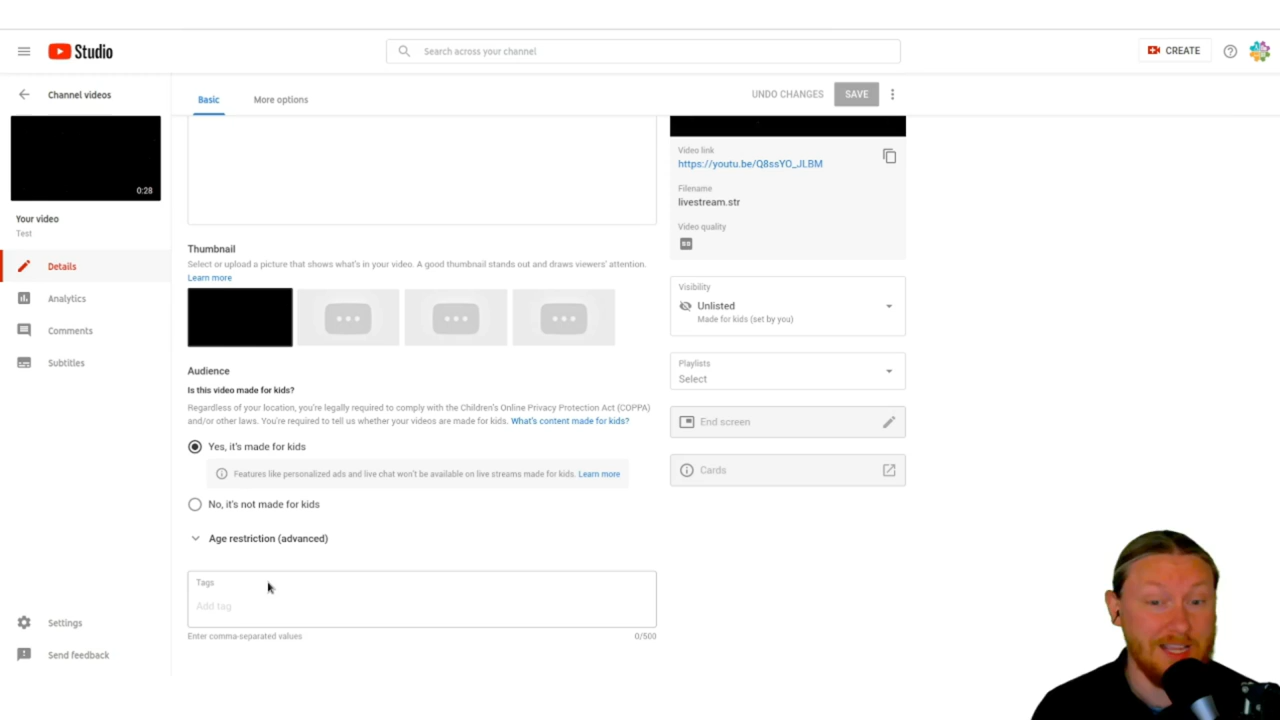 Studio
Search across your channel
CREATE
Channel videos
Basic
More options
UNDO CHANGES
SAVE
0:28
Your video
Test
Details
Analytics
Comments
Subtitles
Settings
Send feedback
Thumbnail
Select or upload a picture that shows what's in your video. A good thumbnail stands out and draws viewers' attention.
Learn more
Audience
Is this video made for kids?
Regardless of your location, you're legally required to comply with the Children's Online Privacy Protection Act (COPPA)
and/or other laws. You're required to tell us whether your videos are made for kids. What's content made for kids?
Yes, it's made for kids
Features like personalized ads and live chat won't be available on live streams made for kids. Learn more
No, it's not made for kids
Age restriction (advanced)
Tags
Add tag
Enter comma-separated values
0/500
Video link
https://youtu.be/Q8ssYO_JLBM
Filename
livestream.str
Video quality
SD
Visibility
Unlisted
Made for kids (set by you)
Playlists
Select
End screen
Cards